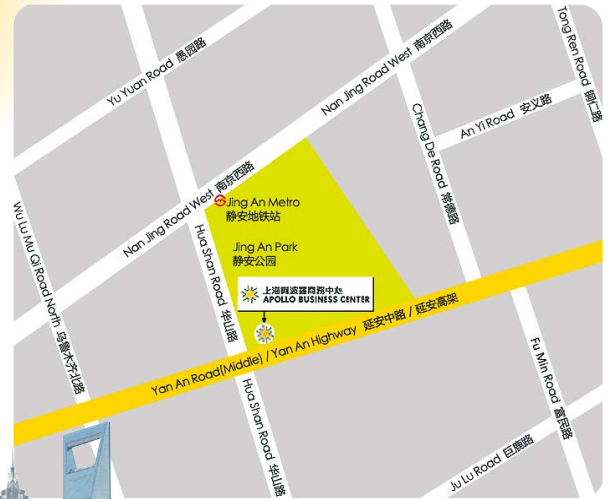 Yu Yuan Road 愚园路
Nan Jing Road West 南京西路
Tong Ren Road 铜仁路
An Yi Road 安义路
Chang De Road 常德路
Nan Jing Road West 南京西路
Jing An Metro
静安地铁站
Wu Lu Mu Qi Road North 乌鲁木齐北路
Hua Shan Road 华山路
Jing An Park
静安公园
上海阿波罗商务中心
APOLLO BUSINESS CENTER
Yan An Road(Middle) / Yan An Highway 延安中路 / 延安高架
Fu Min Road 富民路
Hua Shan Road 华山路
Ju Lu Road 巨鹿路